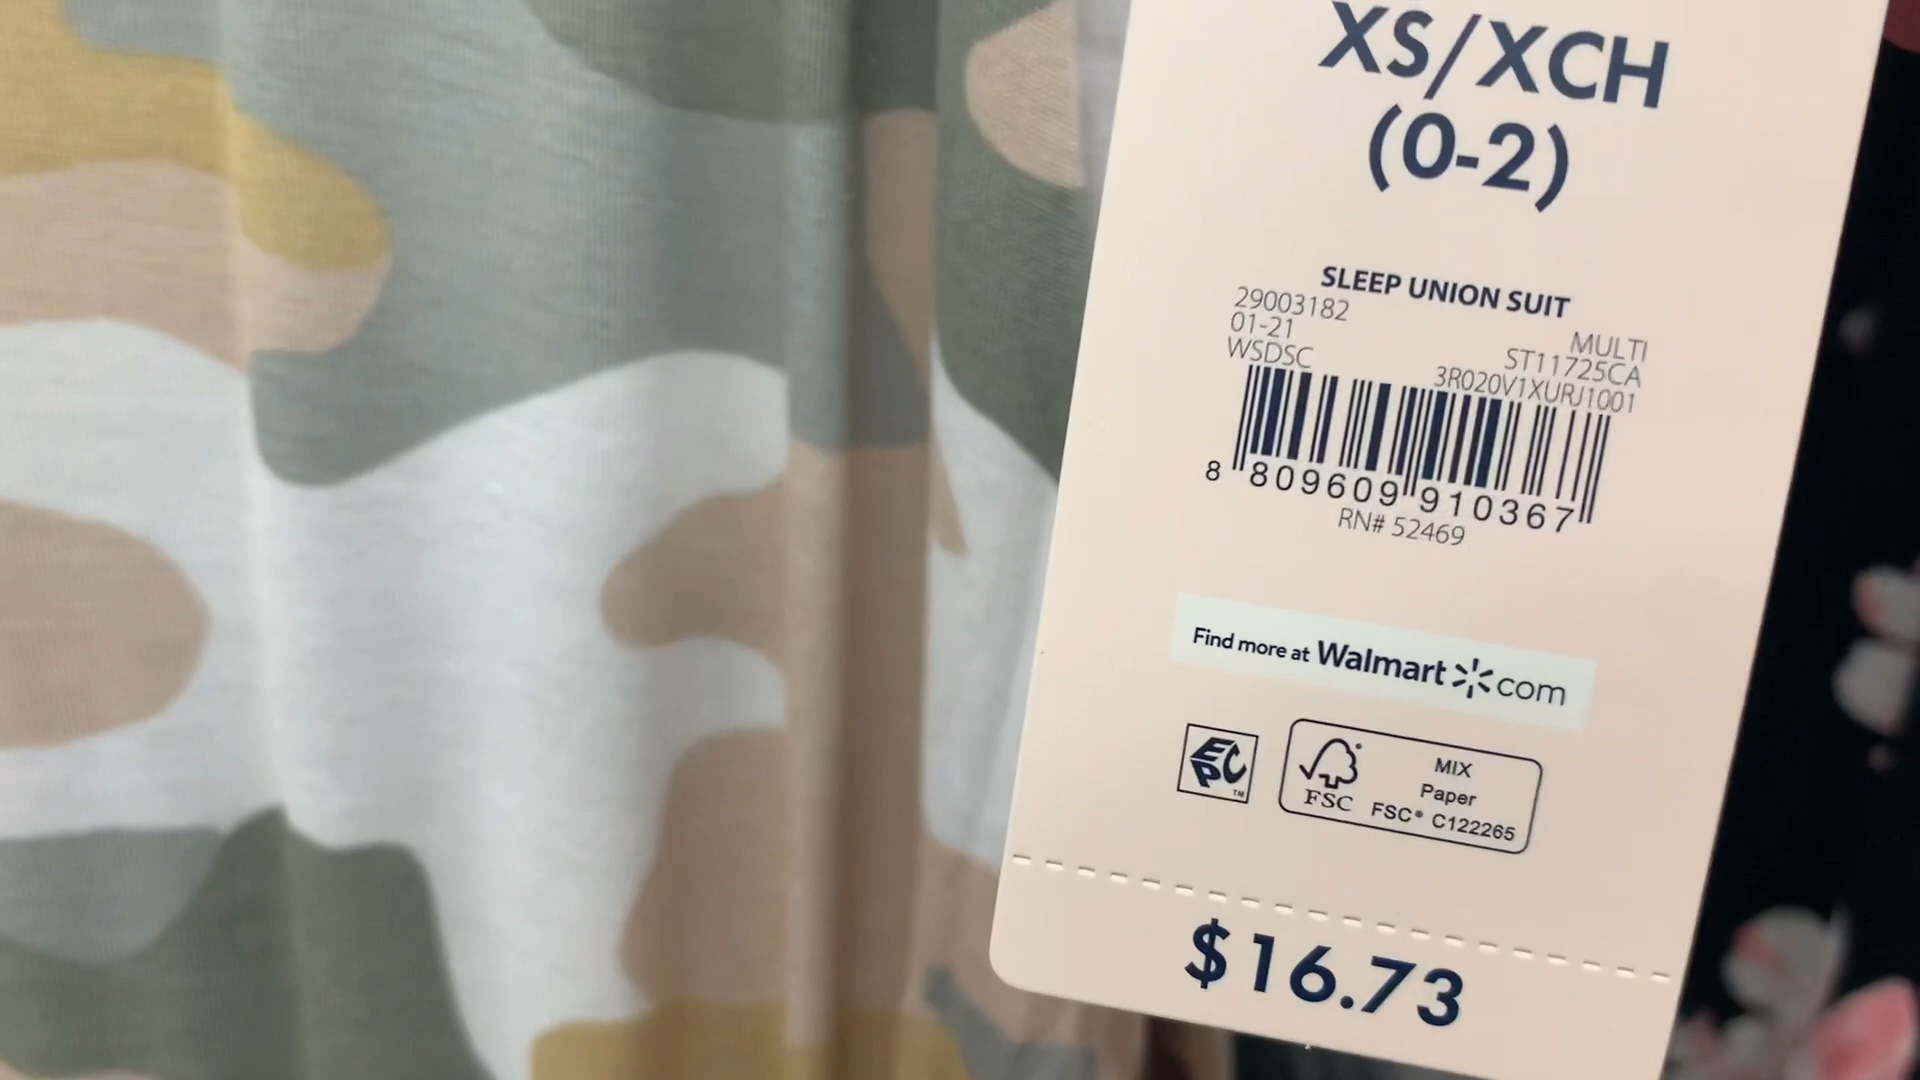 XS/XCH
(0-2)
SLEEP UNION SUIT
29003182
01-21
WSDSC
MULTI
ST11725CA
3R020V1XURJ1001
8 809609 910367
RN# 52469
Find more at Walmart com
EPC TM
FSC
MIX
Paper
FSC® C122265
$16.73